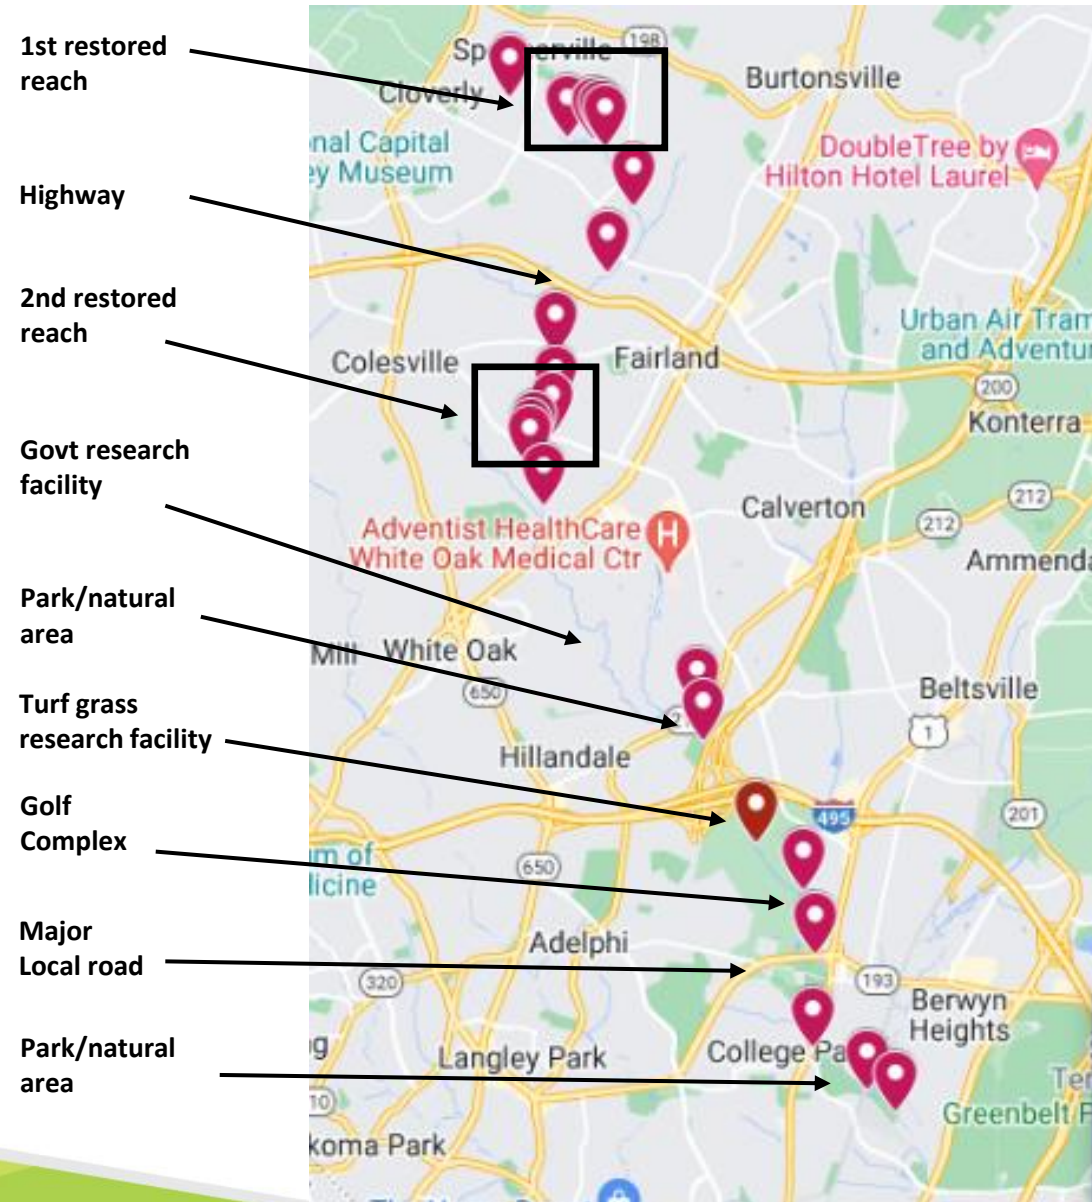 1st restored
reach
Highway
2nd restored
reach
Govt research
facility
Park/natural
area
Turf grass
research facility
Golf
Complex
Major
Local road
Park/natural
area
198
Burtonsville
Cloverly
nal Capital
ey Museum
DoubleTree by
Hilton Hotel Laurel
Urban Air Tram
and Adventur
Colesville
Fairland
200
Konterra
212
Calverton
212
Adventist HealthCare
White Oak Medical Ctr
H
Ammenda
Mill
White Oak
650
Beltsville
1
Hillandale
495
201
m of
licine
650
Adelphi
320
193
Berwyn
Heights
Langley Park
College Pa
Ter
Greenbelt P
10
koma Park